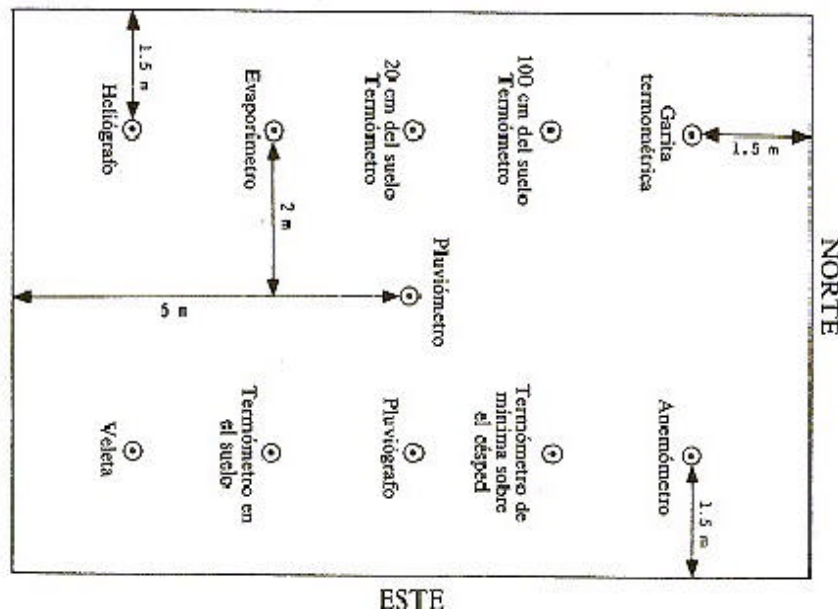 NORTE
Garita
termométrica
1.5 m
Anemómetro
1.5 m
Termómetro
100 cm del suelo
Termómetro de
mínima sobre
el césped
Termómetro
20 cm del suelo
Pluviómetro
Pluviógrafo
ESTE
Evaporímetro
2 m
Termómetro en
el suelo
5 m
1.5 m
Heliógrafo
Veleta